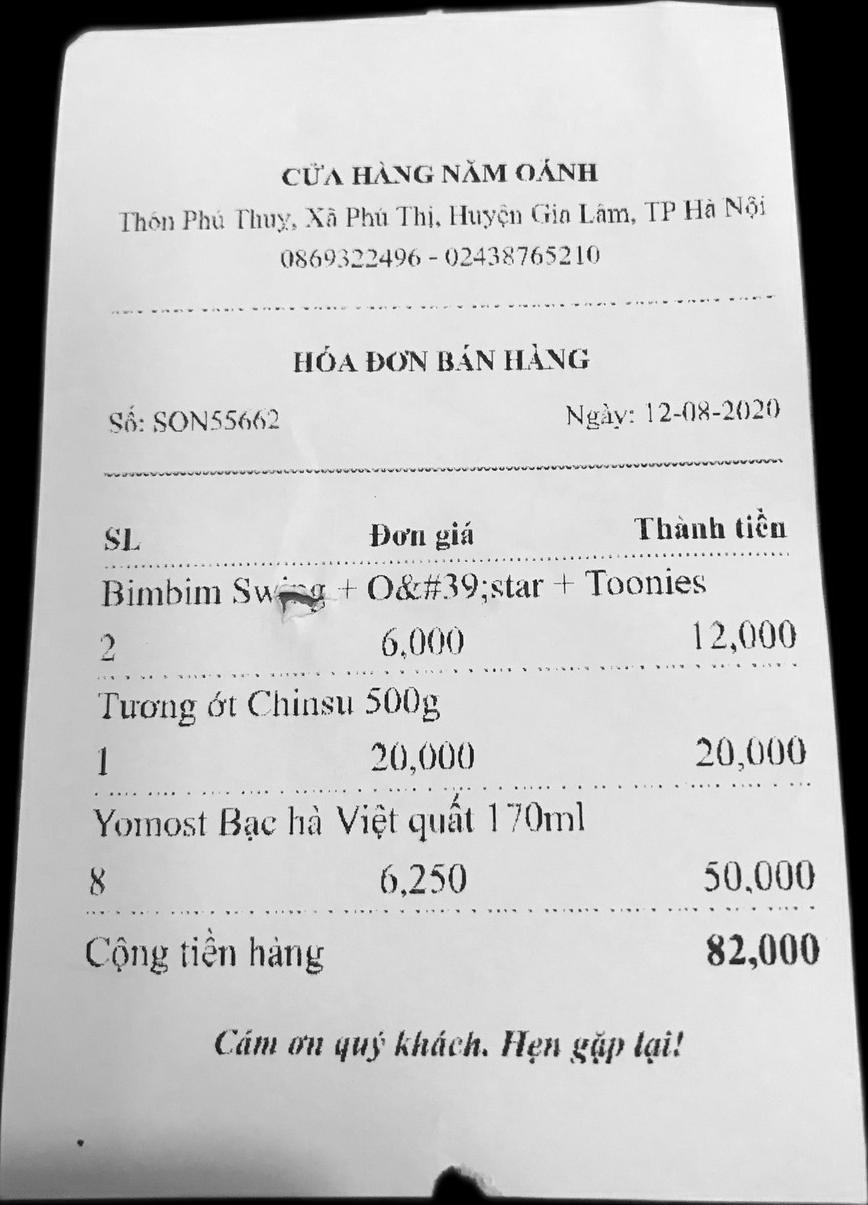 CỬA HÀNG NĂM OÁNH
Thôn Phú Thuỵ, Xã Phú Thị, Huyện Gia Lâm, TP Hà Nội
0869322496 - 02438765210
HÓA ĐƠN BÁN HÀNG
Số: SON55662 Ngày: 12-08-2020
SL Đơn giá Thành tiền
Bimbim Swing + O&#39;star + Toonies
2 6,000 12,000
Tương ớt Chinsu 500g
1 20,000 20,000
Yomost Bạc hà Việt quất 170ml
8 6,250 50,000
Cộng tiền hàng 82,000
Cám ơn quý khách. Hẹn gặp lại!